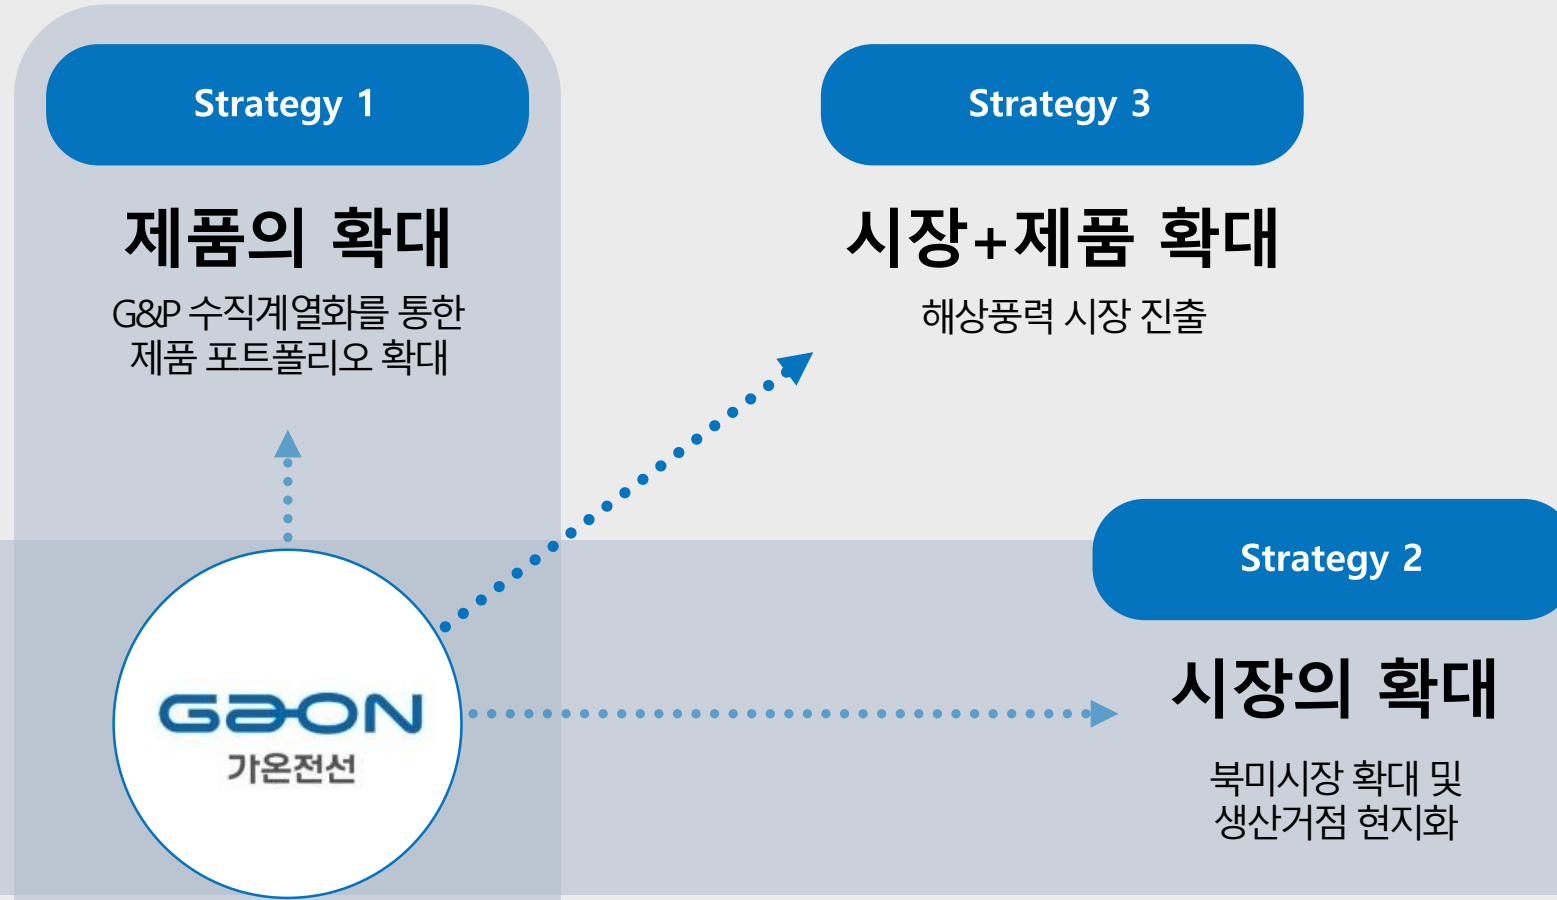 Strategy 1
제품의 확대
G&P 수직계열화를 통한
제품 포트폴리오 확대
Strategy 3
시장+제품 확대
해상풍력 시장 진출
Strategy 2
시장의 확대
북미시장 확대 및
생산거점 현지화
GAON
가온전선